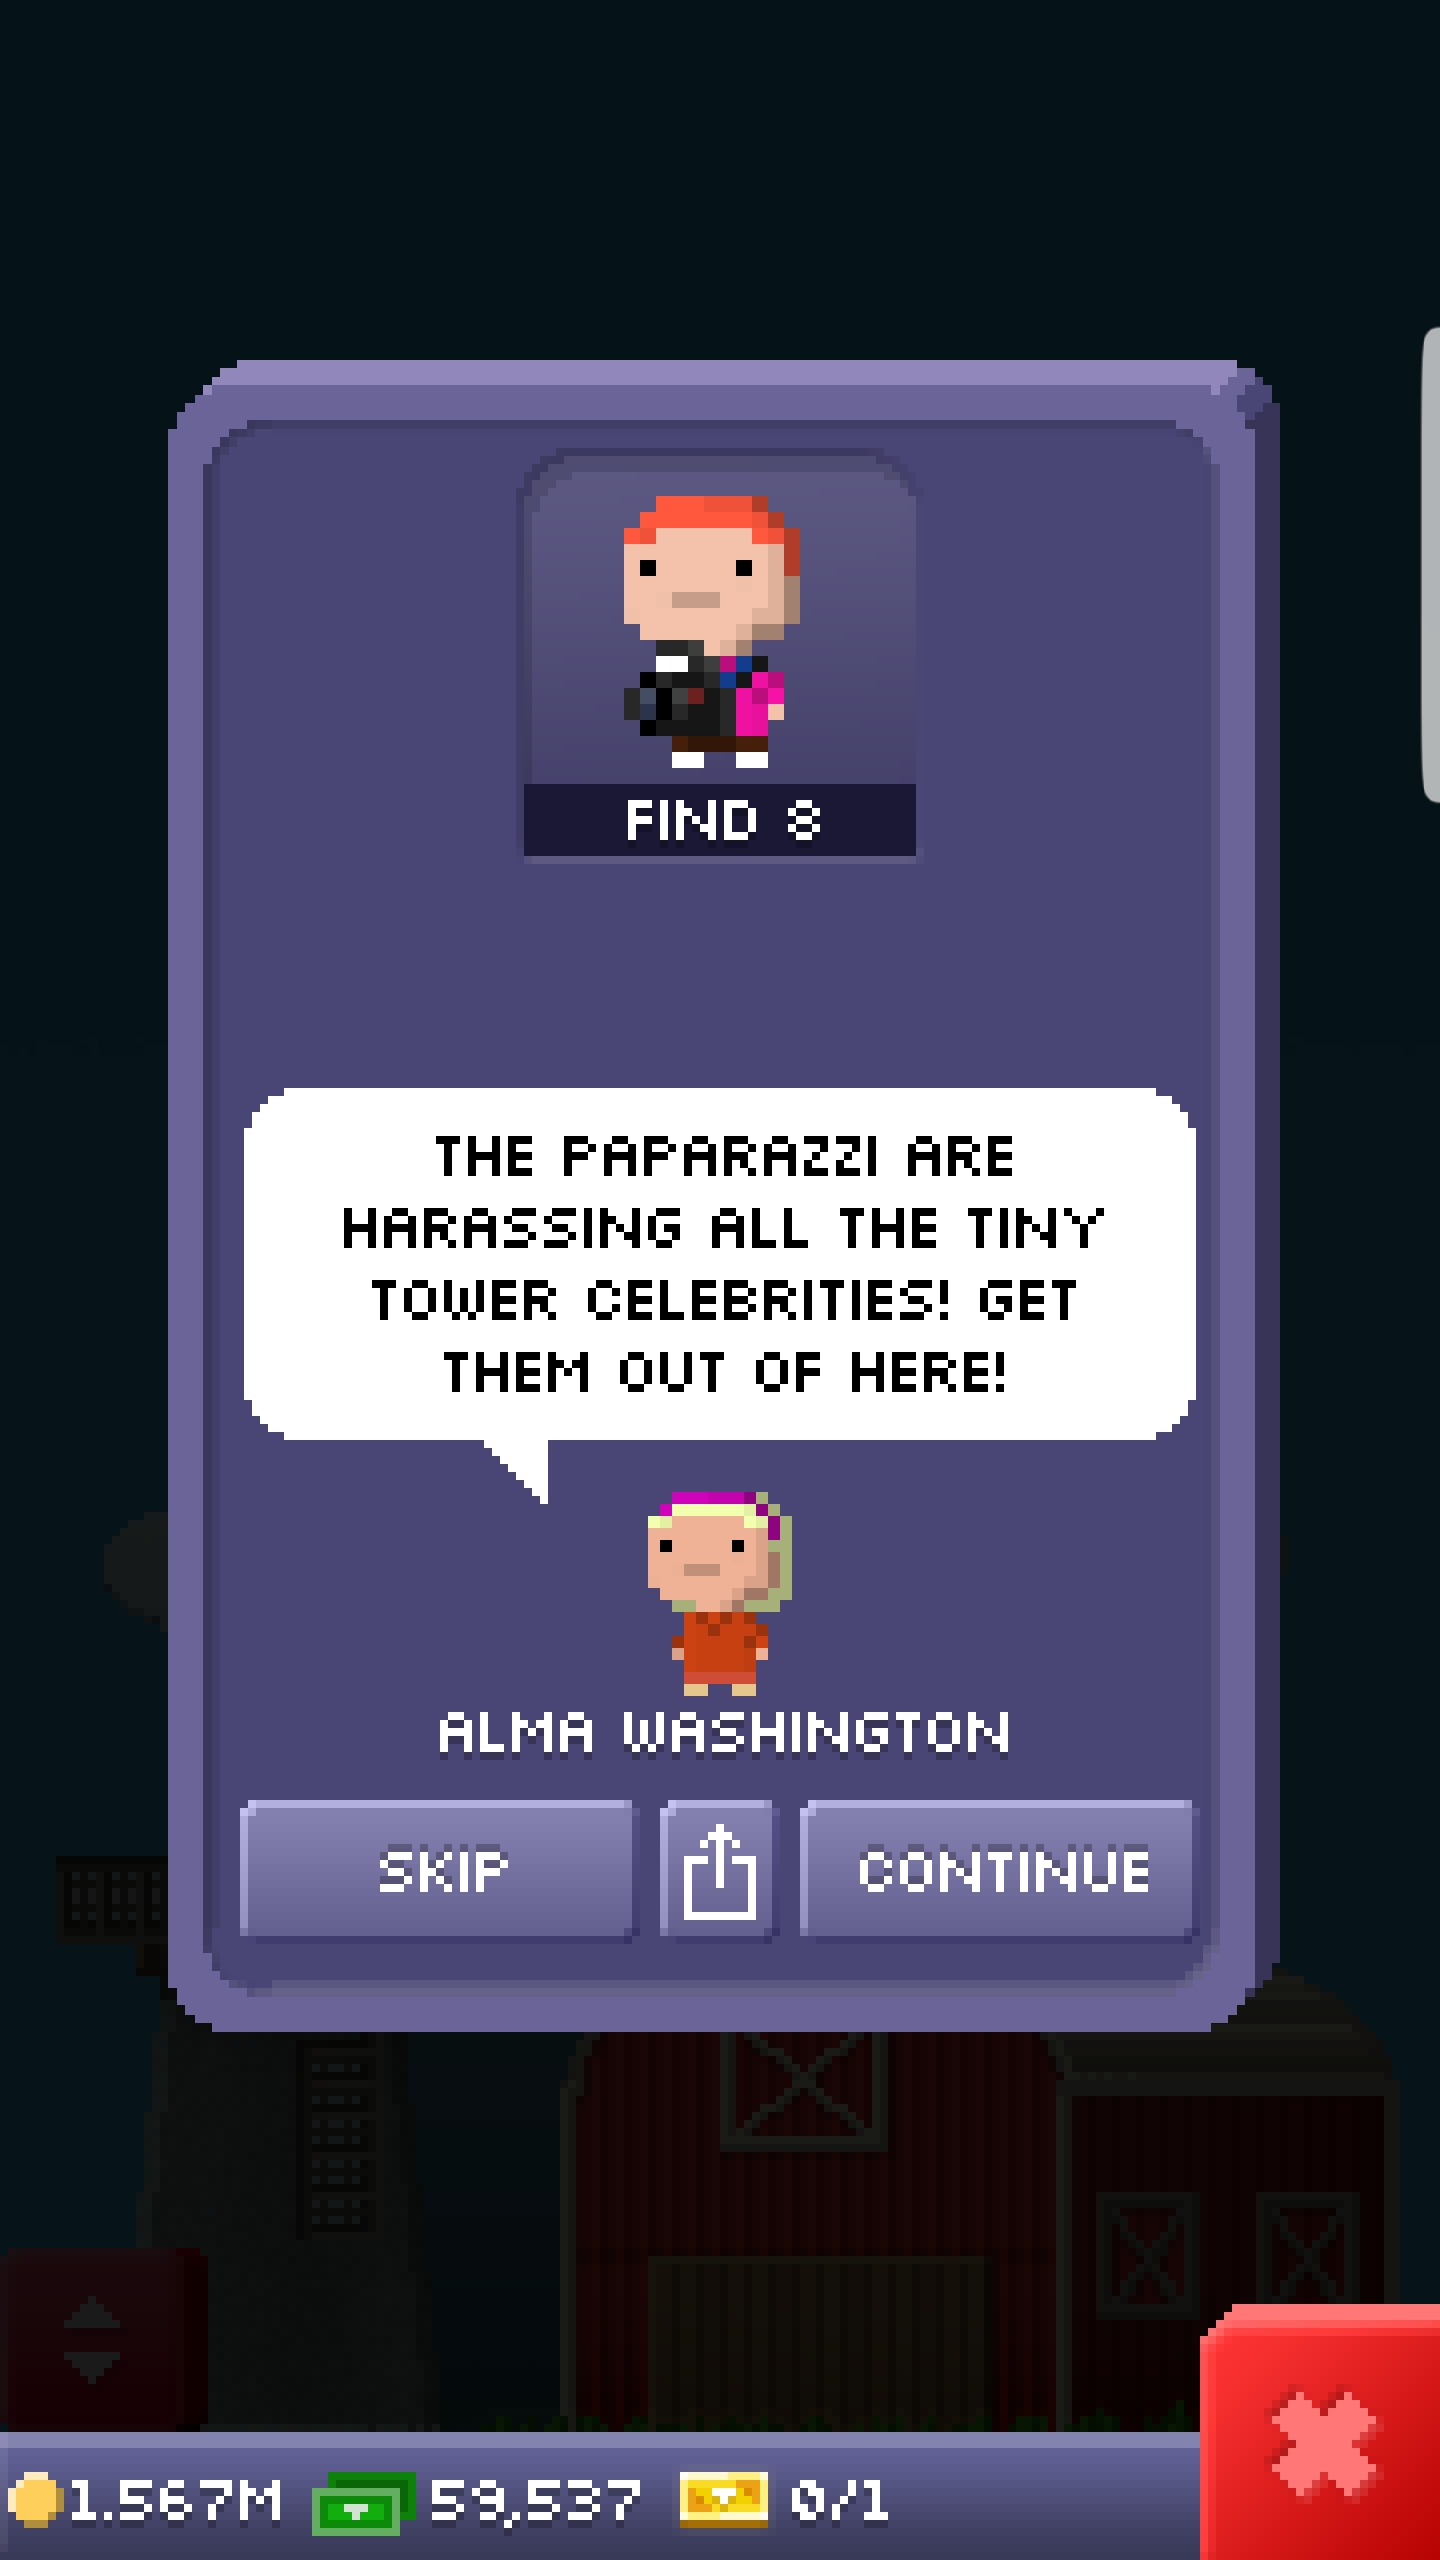 FIND 8
THE PAPARAZZI ARE
HARASSING ALL THE TINY
TOWER CELEBRITIES! GET
THEM OUT OF HERE!
ALMA WASHINGTON
SKIP
CONTINUE
1.567M
59,537
0/1